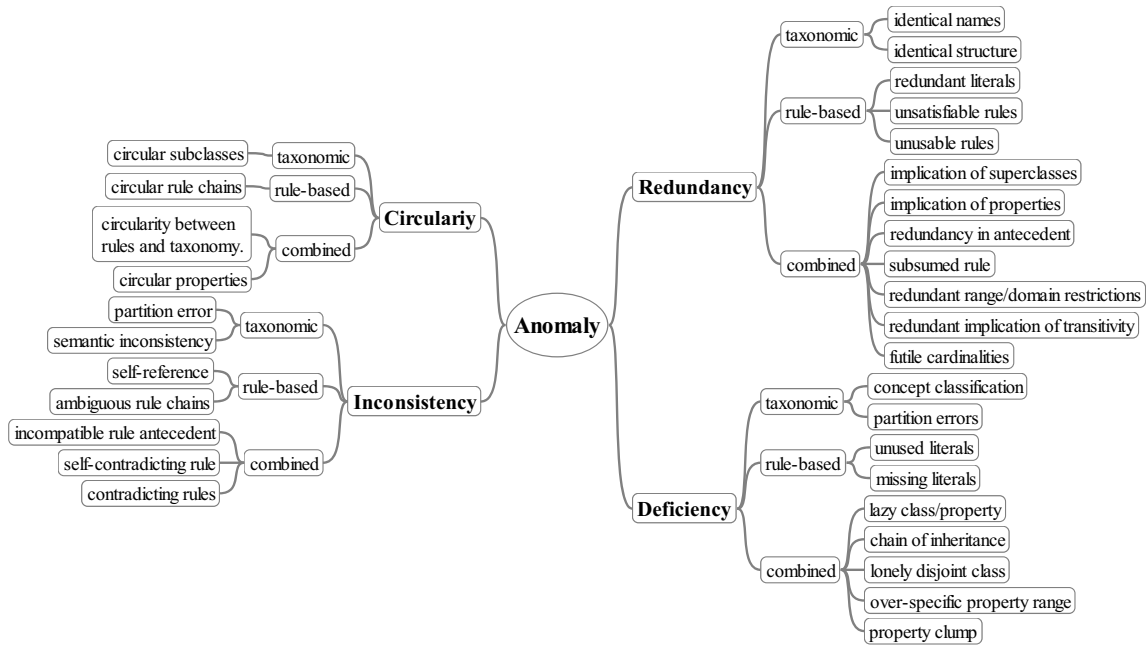 Anomaly
Circulariy
taxonomic
circular subclasses
rule-based
circular rule chains
combined
circularity between
rules and taxonomy.
circular properties
Inconsistency
taxonomic
partition error
semantic inconsistency
rule-based
self-reference
ambiguous rule chains
combined
incompatible rule antecedent
self-contradicting rule
contradicting rules
Redundancy
taxonomic
identical names
identical structure
rule-based
redundant literals
unsatisfiable rules
unusable rules
combined
implication of superclasses
implication of properties
redundancy in antecedent
subsumed rule
redundant range/domain restrictions
redundant implication of transitivity
futile cardinalities
Deficiency
taxonomic
concept classification
partition errors
rule-based
unused literals
missing literals
combined
lazy class/property
chain of inheritance
lonely disjoint class
over-specific property range
property clump